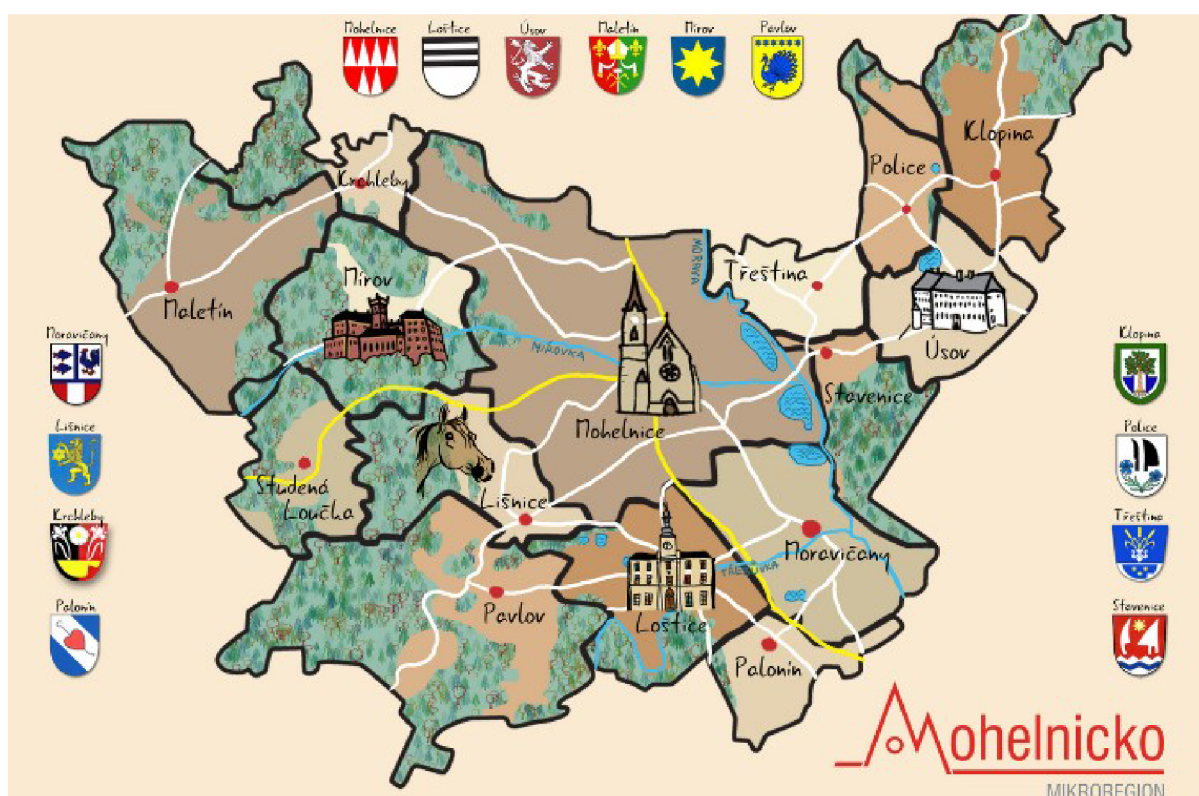 Mohelnice Loštice Úsov Maletín Mírov Pavlov
Klopina
Police
Krchleby
MORAVA
Třeština
Mírov
Maletín
Úsov
Moravičany
Klopina
MÍROVKA
Stavenice
Mohelnice
Lišnice
Police
Studená
Loučka
Lišnice
Krchleby
Třeština
Moravičany
TŘEBŮVKA
Pavlov
Loštice
Palonín
Stavenice
Palonín
Mohelnicko
MIKROREGION